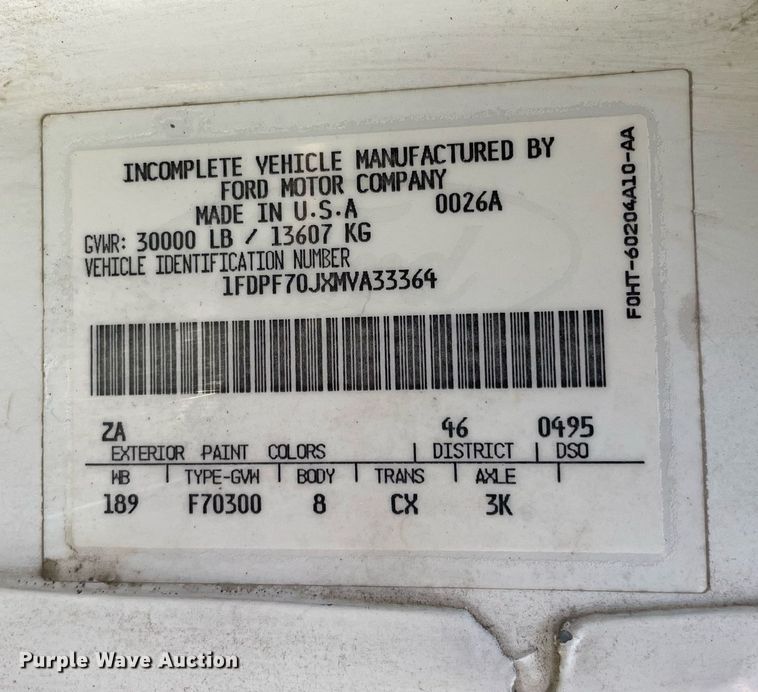 INCOMPLETE VEHICLE MANUFACTURED BY
FORD MOTOR COMPANY
MADE IN U.S.A 0026A
GVWR: 30000 LB / 13607 KG
VEHICLE IDENTIFICATION NUMBER
1FDPF70JXMVA33364
F0HT-60204A10-AA
ZA 46 0495
EXTERIOR PAINT COLORS DISTRICT DSO
WB TYPE-GVW BODY TRANS AXLE
189 F70300 8 CX 3K
Purple Wave Auction